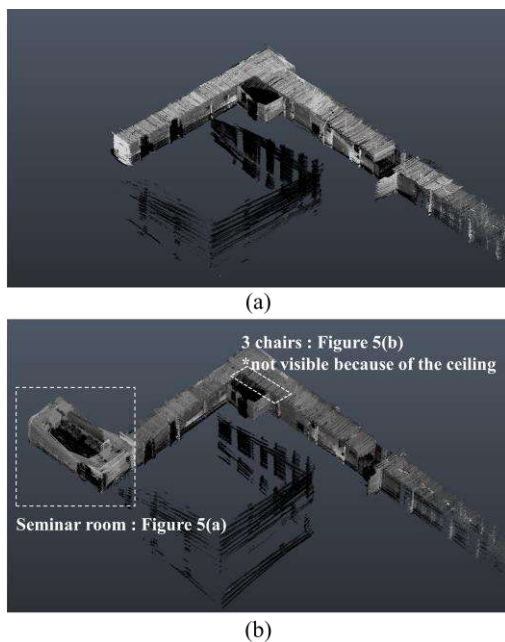 (a)
3 chairs : Figure 5(b)
*not visible because of the ceiling
Seminar room : Figure 5(a)
(b)